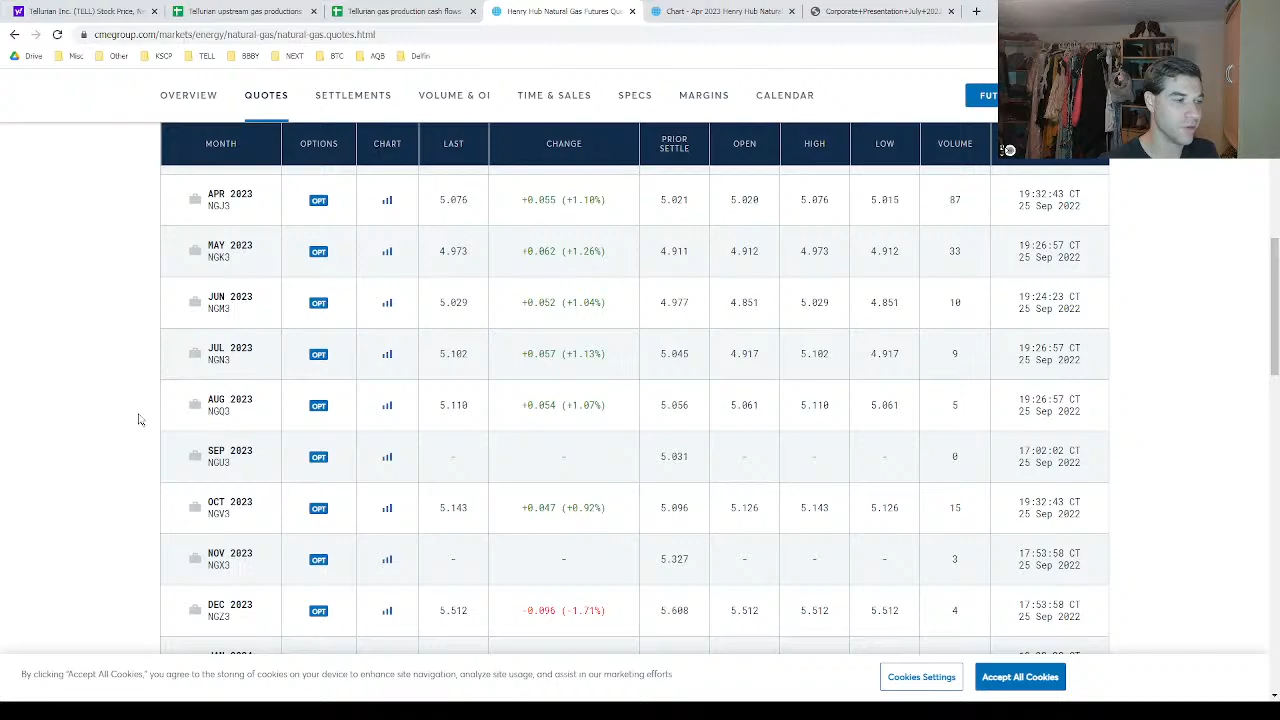 Tellurian Inc. (TELL) Stock Price, Ne
Tellurian upstream gas productions
Tellurian gas production cash flows
Henry Hub Natural Gas Futures Quo
Chart - Apr 2023 Henry Hub Natural
Corporate+Presentation+July+2023
cmegroup.com/markets/energy/natural-gas/natural-gas.quotes.html
Drive Misc Other KSCP TELL BBBY BTC AQB Delfin
OVERVIEW QUOTES SETTLEMENTS VOLUME & OI TIME & SALES SPECS MARGINS CALENDAR FUT
MONTH OPTIONS CHART LAST CHANGE PRIOR SETTLE OPEN HIGH LOW VOLUME
APR 2023 NGJ3 OPT 5.076 +0.055 (+1.10%) 5.021 5.020 5.076 5.015 87 19:32:43 CT 25 Sep 2022
MAY 2023 NGK3 OPT 4.973 +0.062 (+1.26%) 4.911 4.912 4.973 4.912 33 19:26:57 CT 25 Sep 2022
JUN 2023 NGM3 OPT 5.029 +0.052 (+1.04%) 4.977 4.851 5.029 4.851 10 19:24:23 CT 25 Sep 2022
JUL 2023 NGN3 OPT 5.102 +0.057 (+1.13%) 5.045 4.917 5.102 4.917 9 19:26:57 CT 25 Sep 2022
AUG 2023 NGQ3 OPT 5.110 +0.054 (+1.07%) 5.056 5.061 5.110 5.061 5 19:26:57 CT 25 Sep 2022
SEP 2023 NGU3 OPT - - 5.031 - - - 0 17:02:02 CT 25 Sep 2022
OCT 2023 NGV3 OPT 5.143 +0.047 (+0.92%) 5.096 5.126 5.143 5.126 15 19:32:43 CT 25 Sep 2022
NOV 2023 NGX3 OPT - - 5.327 - - - 3 17:53:58 CT 25 Sep 2022
DEC 2023 NGZ3 OPT 5.512 -0.096 (-1.71%) 5.608 5.512 5.512 5.512 4 17:53:58 CT 25 Sep 2022
By clicking "Accept All Cookies," you agree to the storing of cookies on your device to enhance site navigation, analyze site usage, and assist in our marketing efforts
Cookies Settings
Accept All Cookies